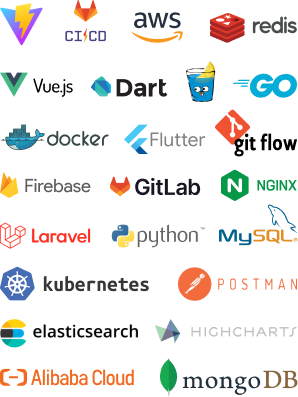 CI/CD aws redis
Vue.js Dart GO
docker Flutter git flow
Firebase GitLab NGINX
Laravel python™ MySQL®
kubernetes POSTMAN
elasticsearch HIGHCHARTS
Alibaba Cloud mongoDB